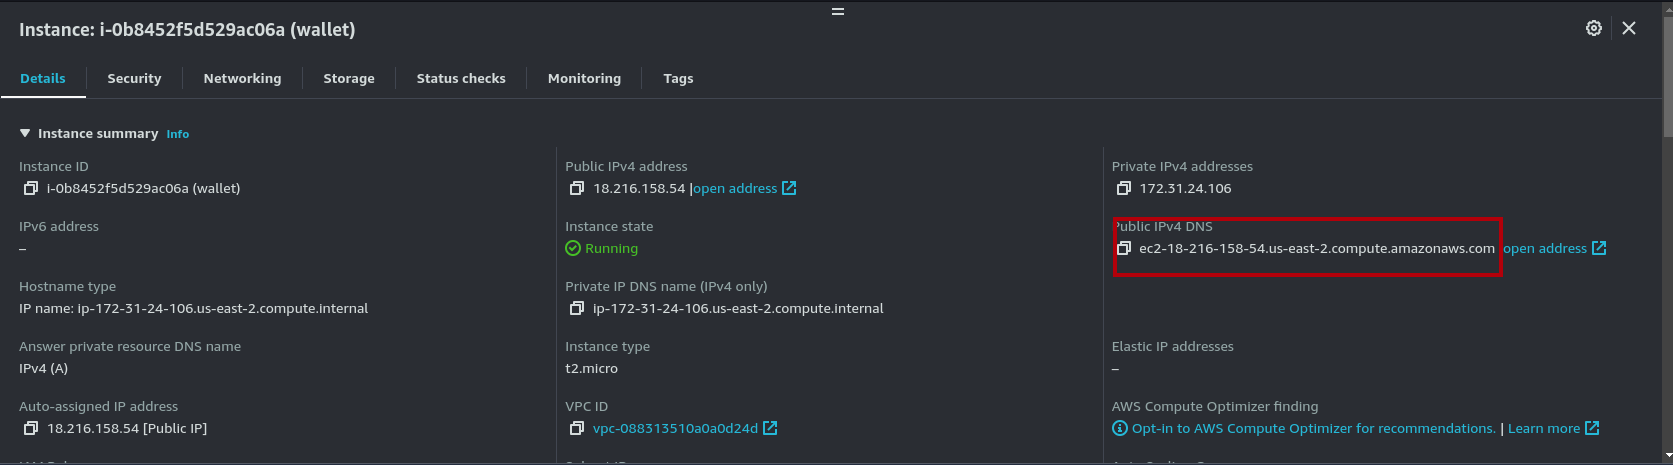 Instance: i-0b8452f5d529ac06a (wallet)
Details
Security
Networking
Storage
Status checks
Monitoring
Tags
Instance summary Info
Instance ID
i-0b8452f5d529ac06a (wallet)
Public IPv4 address
18.216.158.54 |open address
Private IPv4 addresses
172.31.24.106
IPv6 address
–
Instance state
Running
Public IPv4 DNS
ec2-18-216-158-54.us-east-2.compute.amazonaws.com open address
Hostname type
IP name: ip-172-31-24-106.us-east-2.compute.internal
Private IP DNS name (IPv4 only)
ip-172-31-24-106.us-east-2.compute.internal
Answer private resource DNS name
IPv4 (A)
Instance type
t2.micro
Elastic IP addresses
–
Auto-assigned IP address
18.216.158.54 [Public IP]
VPC ID
vpc-088313510a0a0d24d
AWS Compute Optimizer finding
Opt-in to AWS Compute Optimizer for recommendations. | Learn more